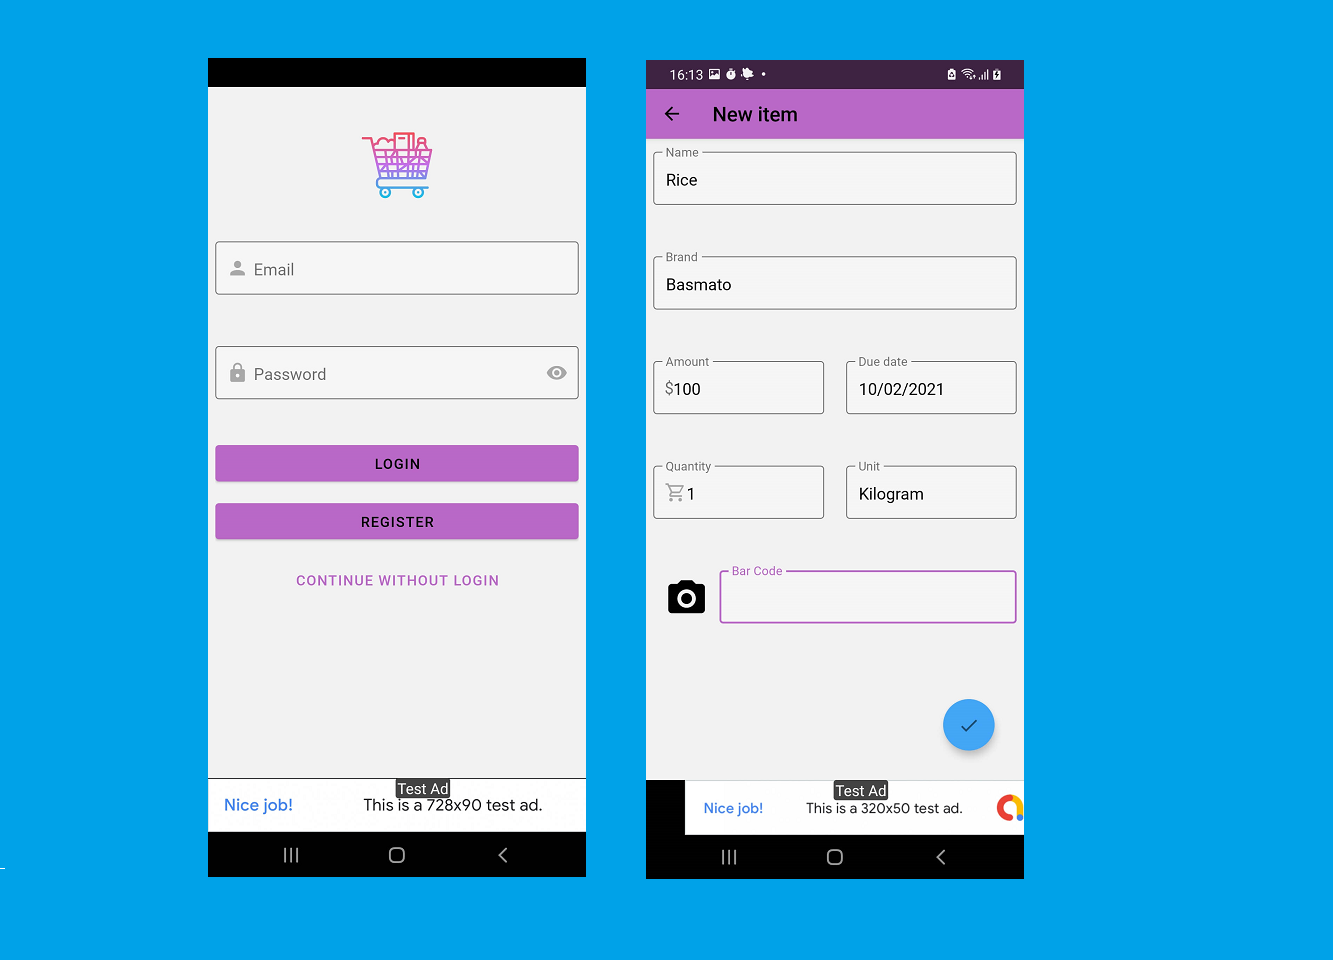 Email
Password
LOGIN
REGISTER
CONTINUE WITHOUT LOGIN
Test Ad
Nice job!
This is a 728x90 test ad.
16:13
New item
Name
Rice
Brand
Basmato
Amount
Due date
$100
10/02/2021
Quantity
Unit
1
Kilogram
Bar Code
Test Ad
Nice job!
This is a 320x50 test ad.